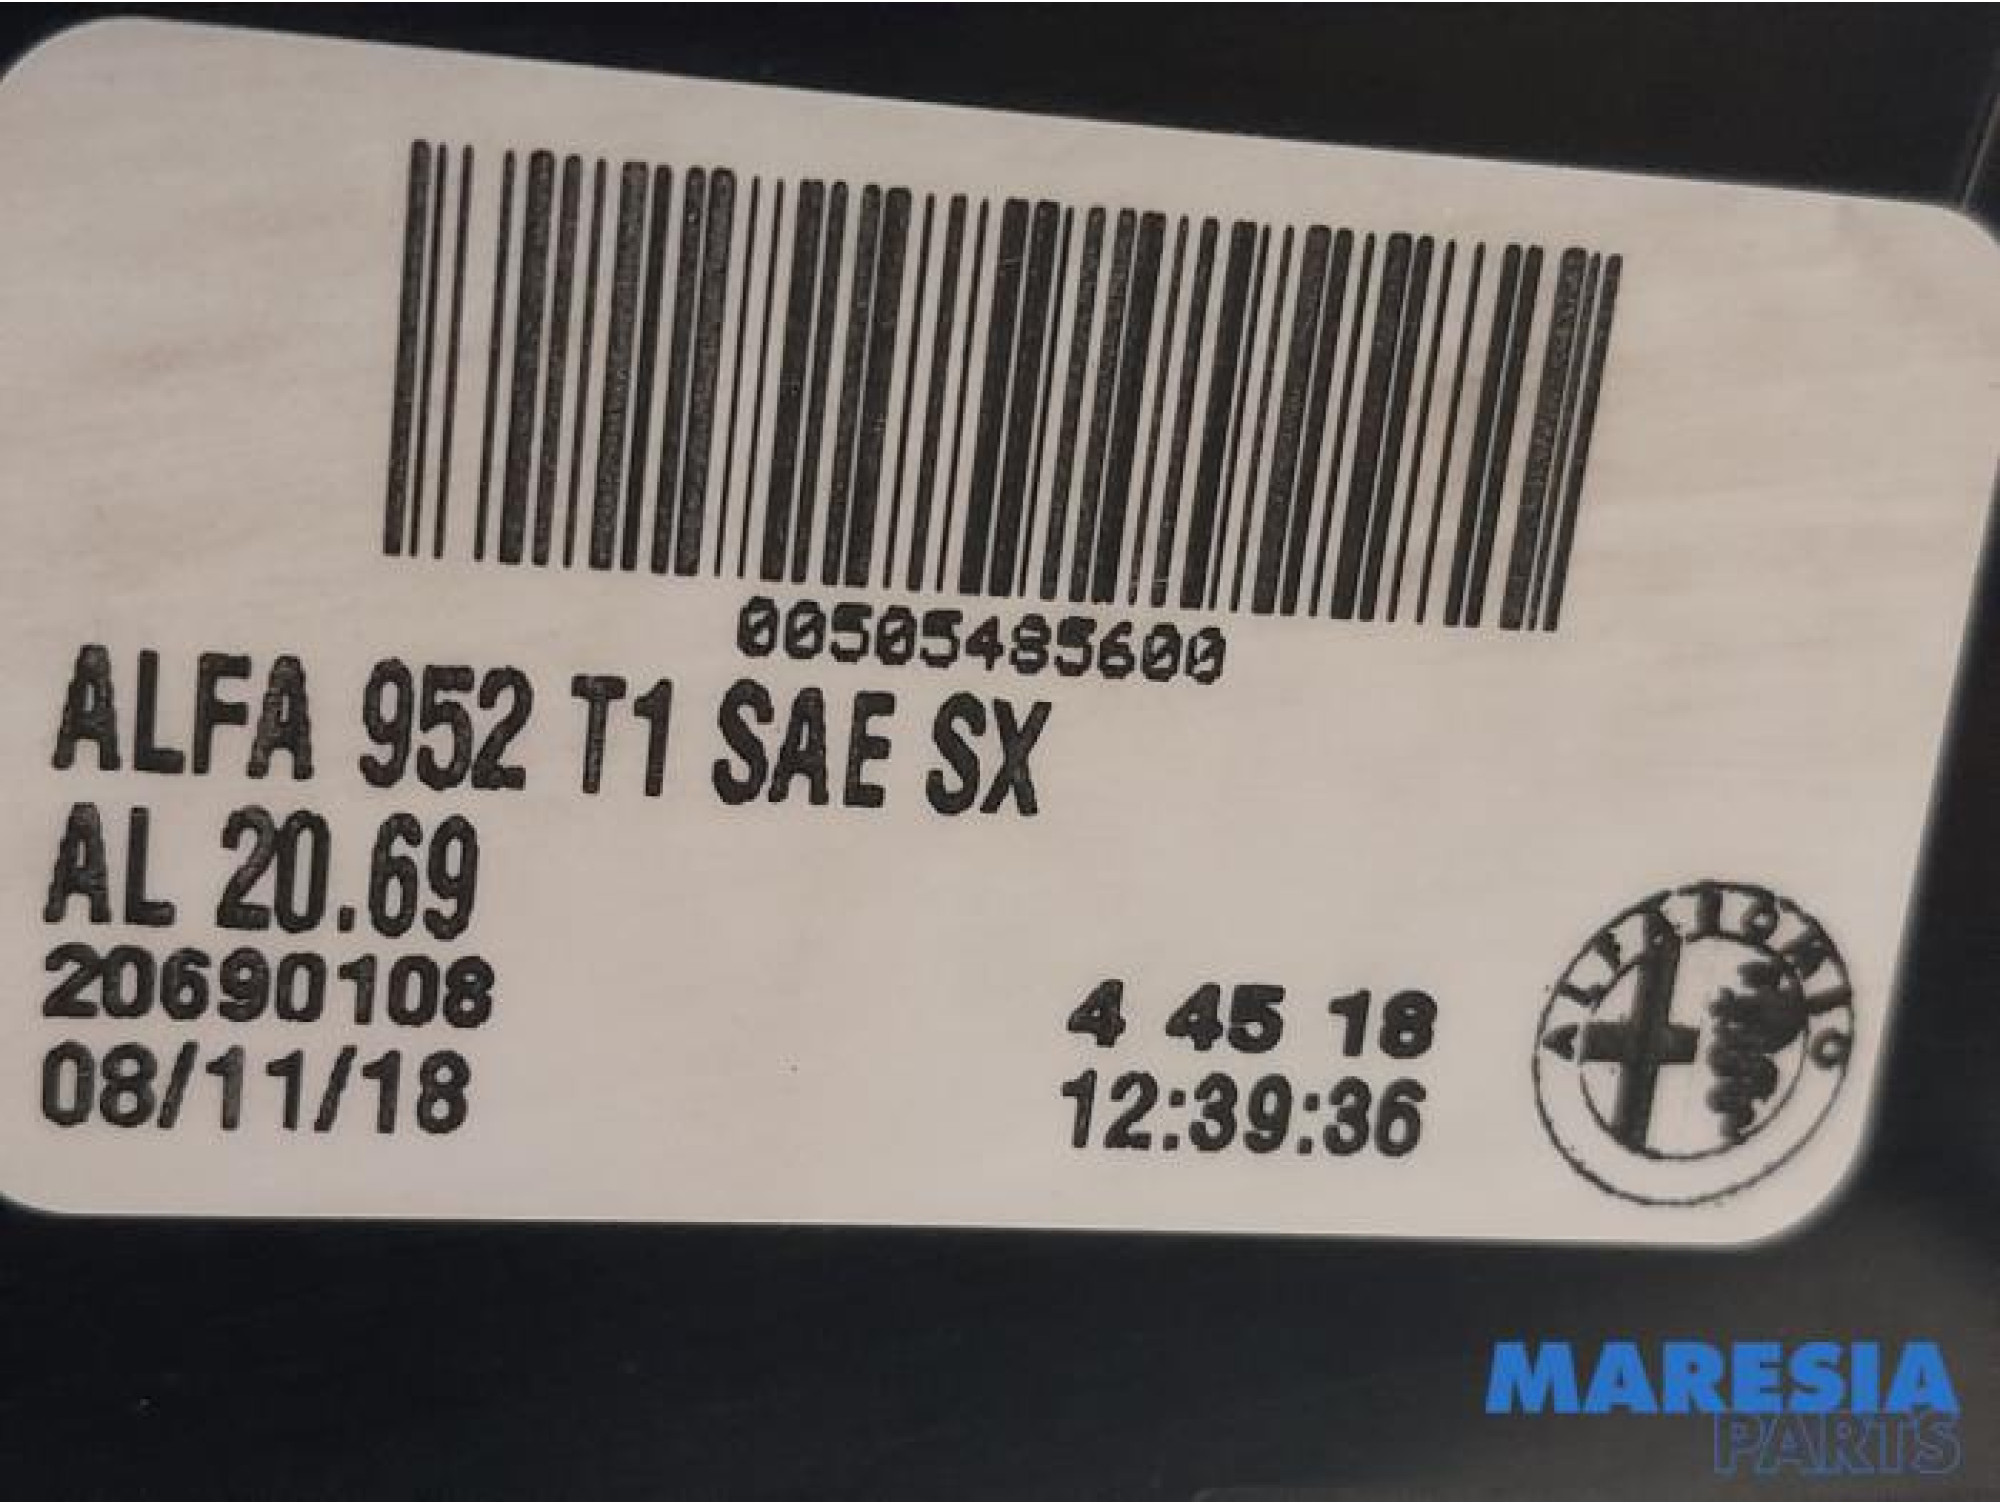 00505485600
ALFA 952 T1 SAE SX
AL 20.69
20690108
4 45 18
08/11/18
12:39:36
ALFA ROMEO
MARESIA
PARTS